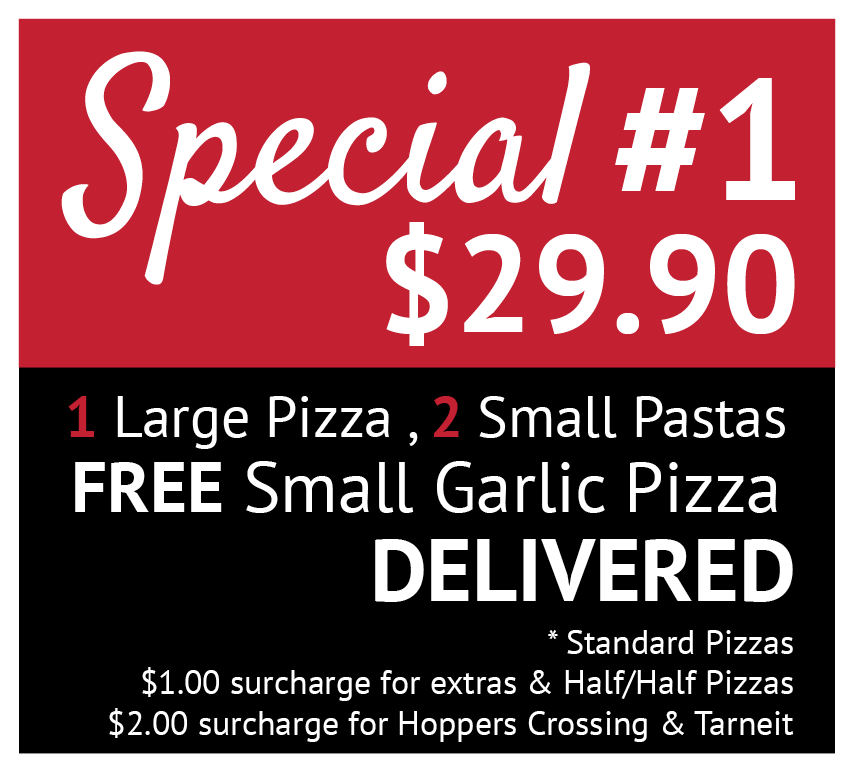 Special #1
$29.90
1 Large Pizza , 2 Small Pastas
FREE Small Garlic Pizza
DELIVERED
* Standard Pizzas
$1.00 surcharge for extras & Half/Half Pizzas
$2.00 surcharge for Hoppers Crossing & Tarneit